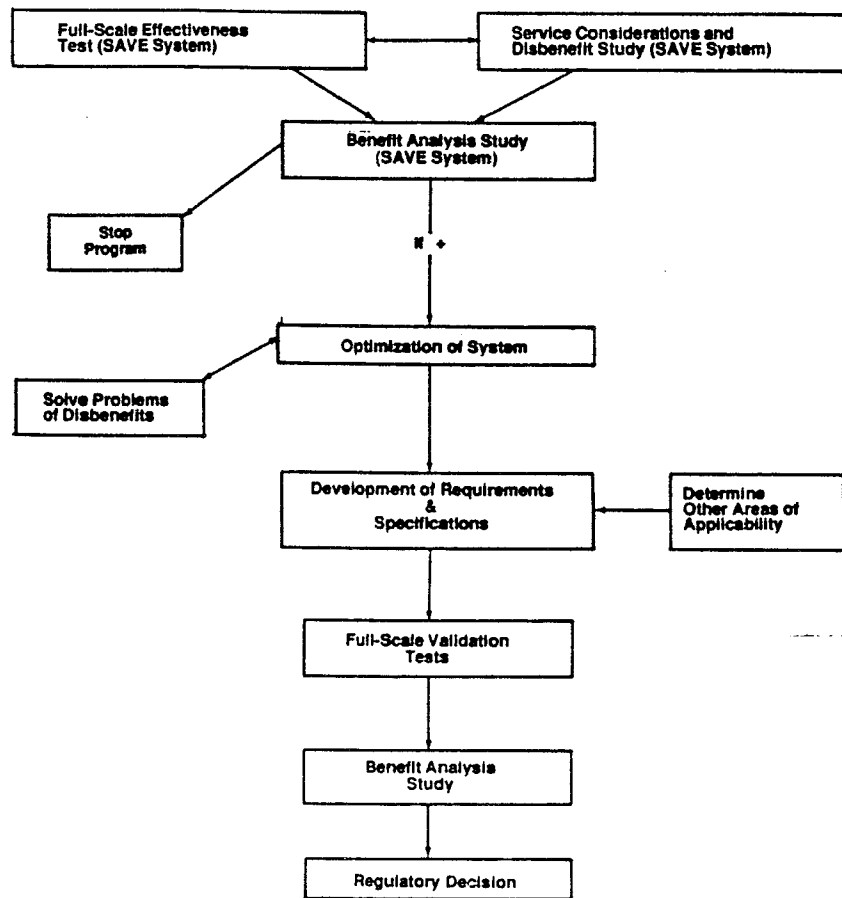 Full-Scale Effectiveness
Test (SAVE System)
Service Considerations and
Disbenefit Study (SAVE System)
Benefit Analysis Study
(SAVE System)
Stop
Program
If +
Optimization of System
Solve Problems
of Disbenefits
Development of Requirements
&
Specifications
Determine
Other Areas of
Applicability
Full-Scale Validation
Tests
Benefit Analysis
Study
Regulatory Decision